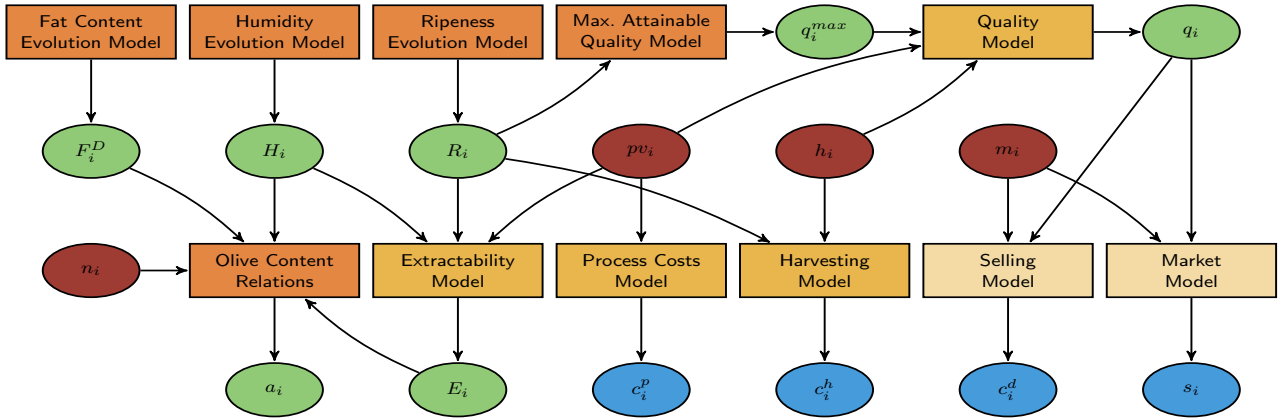 Fat Content
Evolution Model
Humidity
Evolution Model
Ripeness
Evolution Model
Max. Attainable
Quality Model
q_i^{max}
Quality
Model
q_i
F_i^D
H_i
R_i
pv_i
h_i
m_i
n_i
Olive Content
Relations
Extractability
Model
Process Costs
Model
Harvesting
Model
Selling
Model
Market
Model
a_i
E_i
c_i^p
c_i^h
c_i^d
s_i